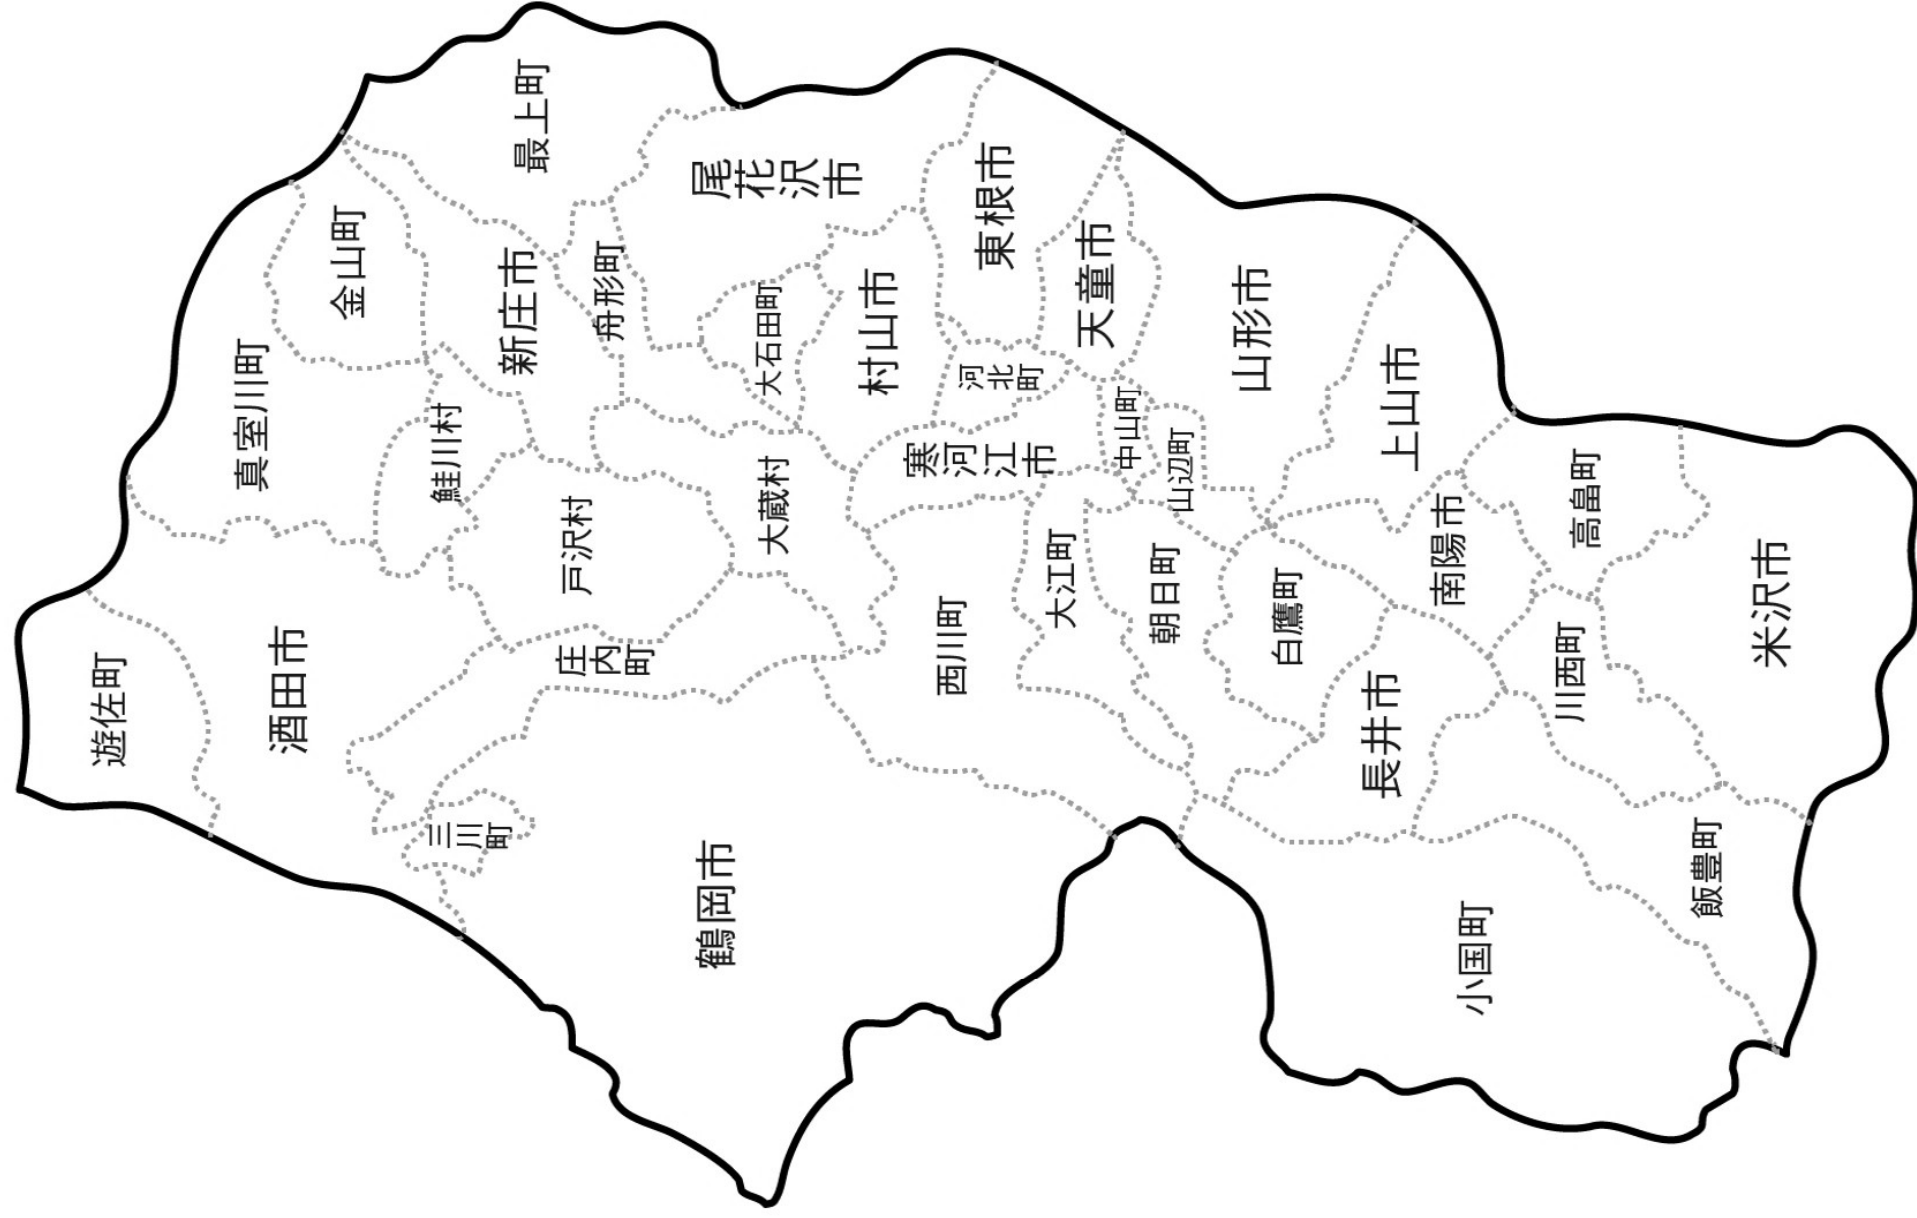 遊佐町
真室川町
酒田市
金山町
鮭川村
三川町
最上町
新庄市
戸沢村
舟形町
庄内町
鶴岡市
尾花沢市
大石田町
大蔵村
村山市
西川町
寒河江市
東根市
河北町
大江町
天童市
中山町
朝日町
山辺町
山形市
白鷹町
長井市
上山市
南陽市
小国町
川西町
高畠町
飯豊町
米沢市